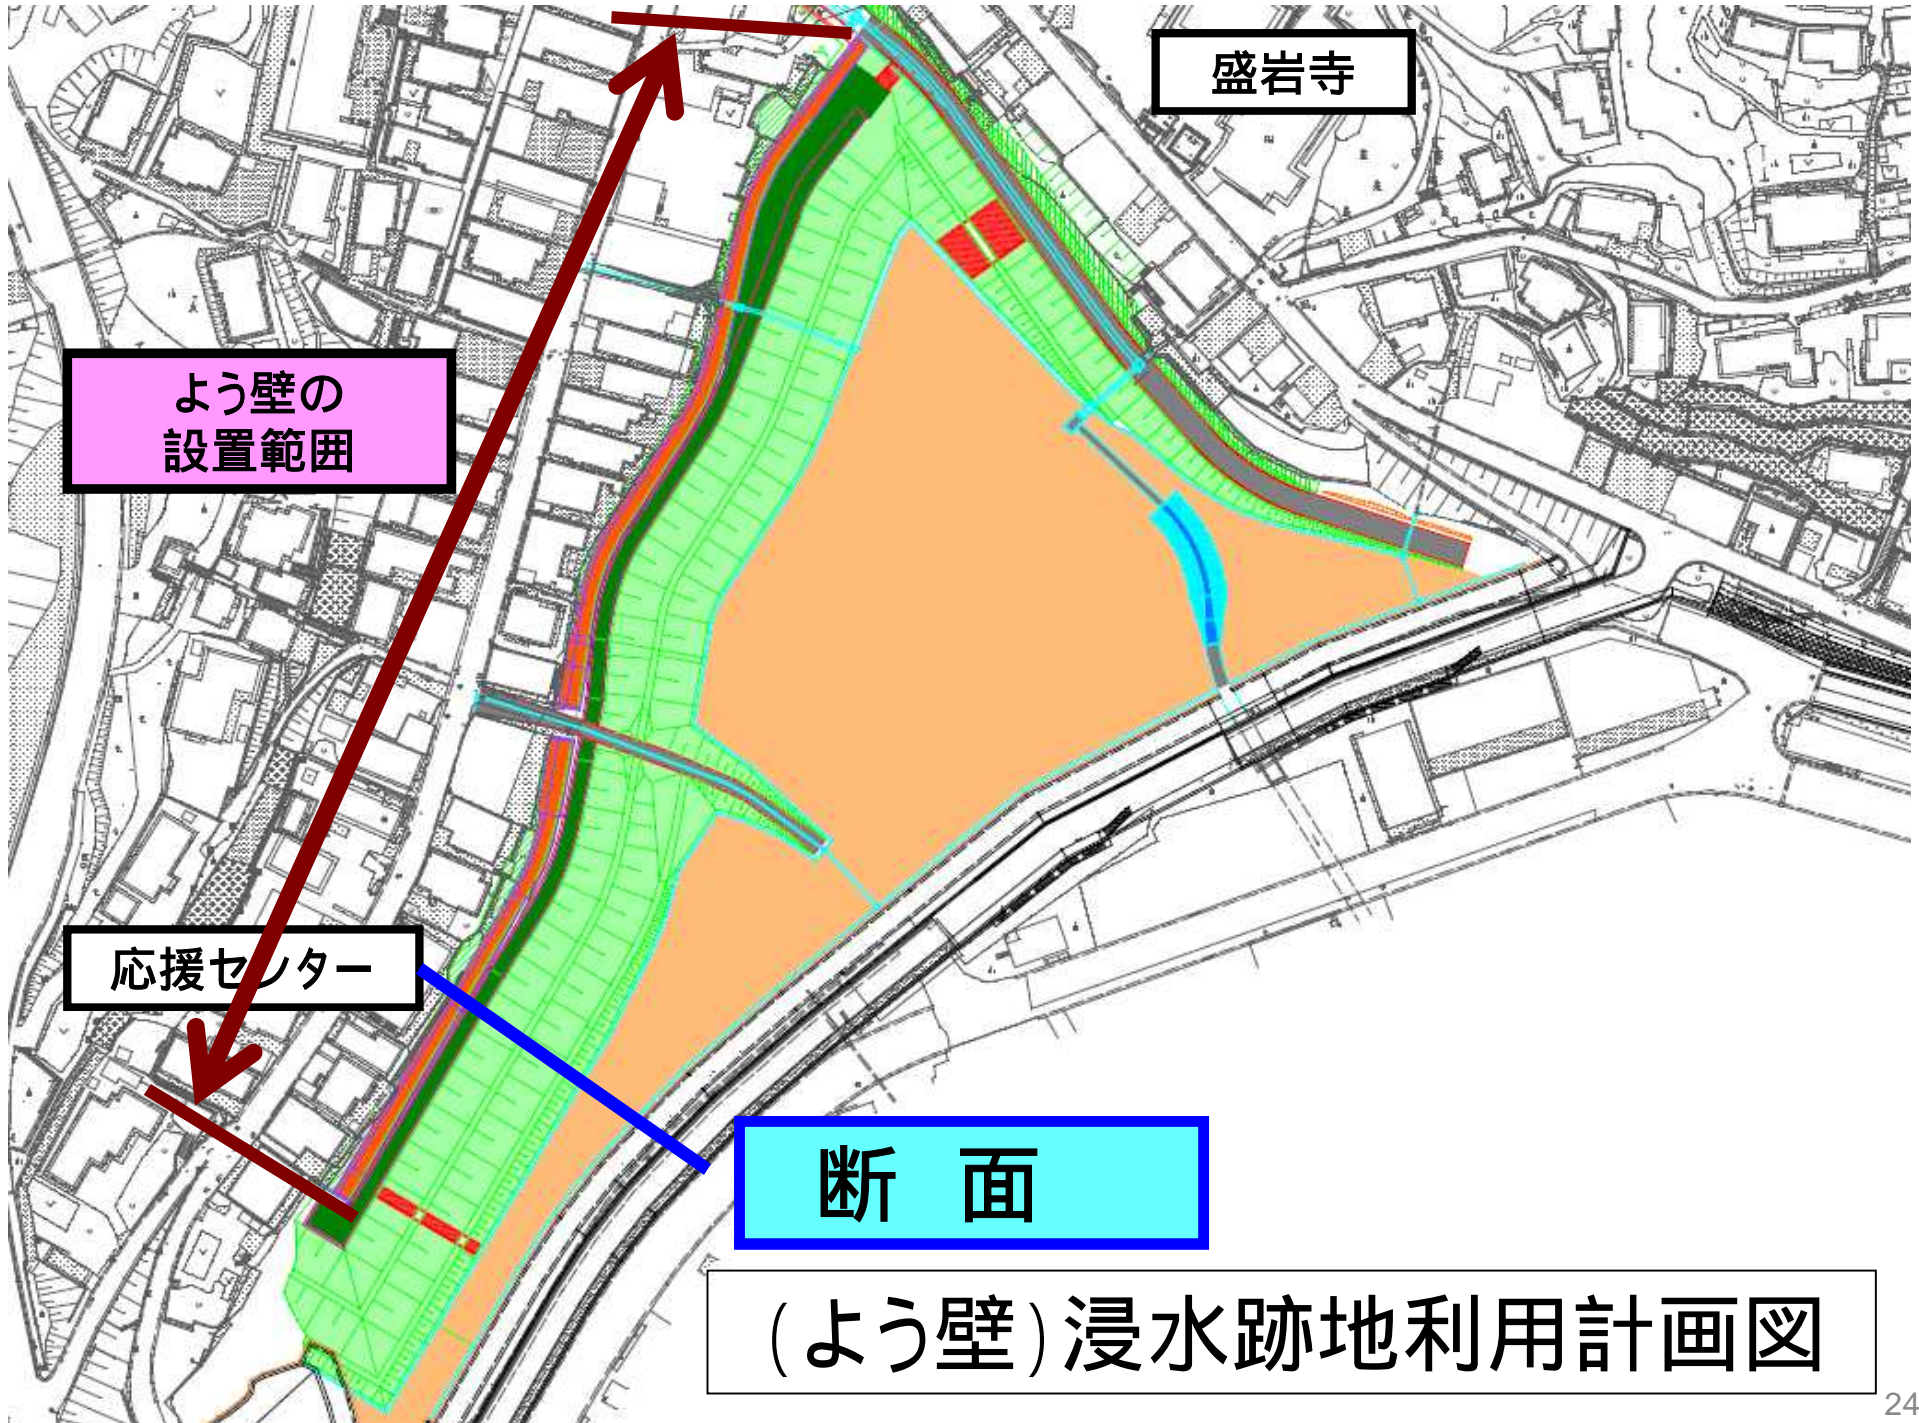 盛岩寺
よう壁の
設置範囲
応援センター
断 面
(よう壁)浸水跡地利用計画図
24